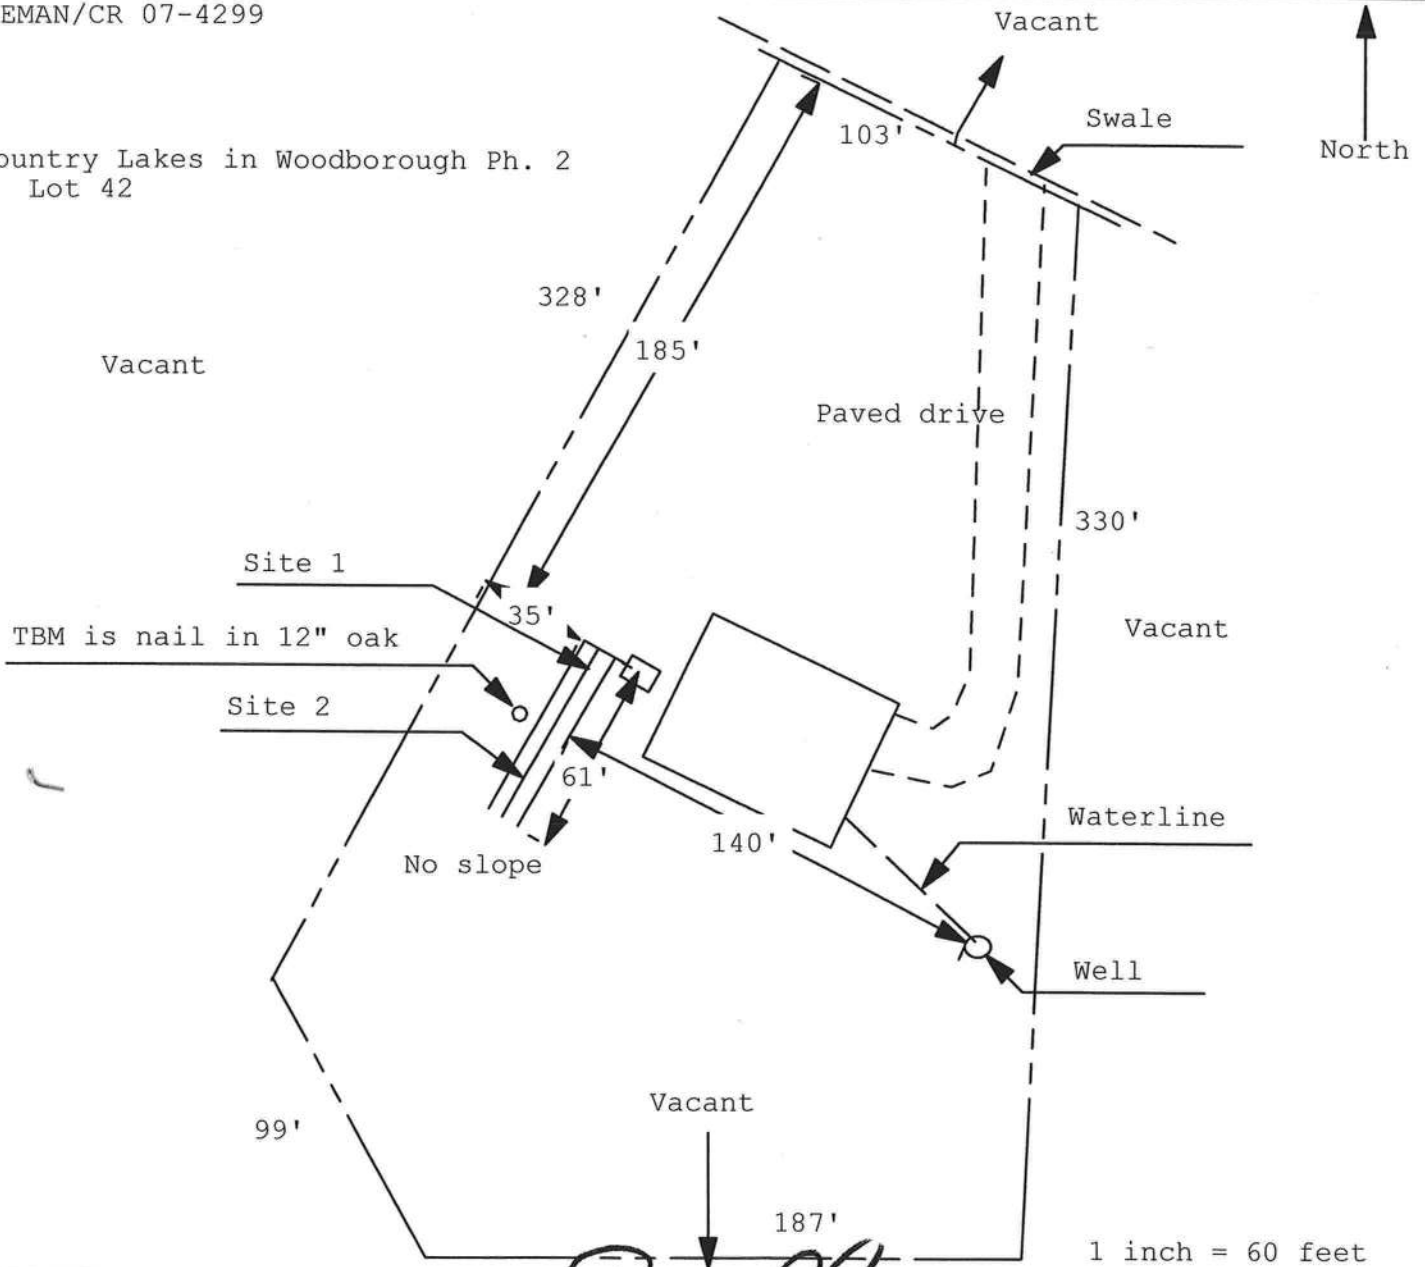 EMAN/CR 07-4299
Vacant
Swale
North
103'
ountry Lakes in Woodborough Ph. 2
Lot 42
328'
185'
Vacant
Paved drive
330'
Site 1
35'
TBM is nail in 12" oak
Vacant
Site 2
61'
Waterline
140'
No slope
Well
Vacant
99'
187'
1 inch = 60 feet